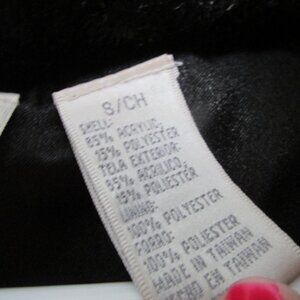 S/CH
SHELL:
85% ACRYLIC,
15% POLYESTER
TELA EXTERIOR:
85% ACRILICO,
15% POLIESTER
LINING:
100% POLYESTER
FORRO:
100% POLIESTER
MADE IN TAIWAN
HECHO EN TAIWAN